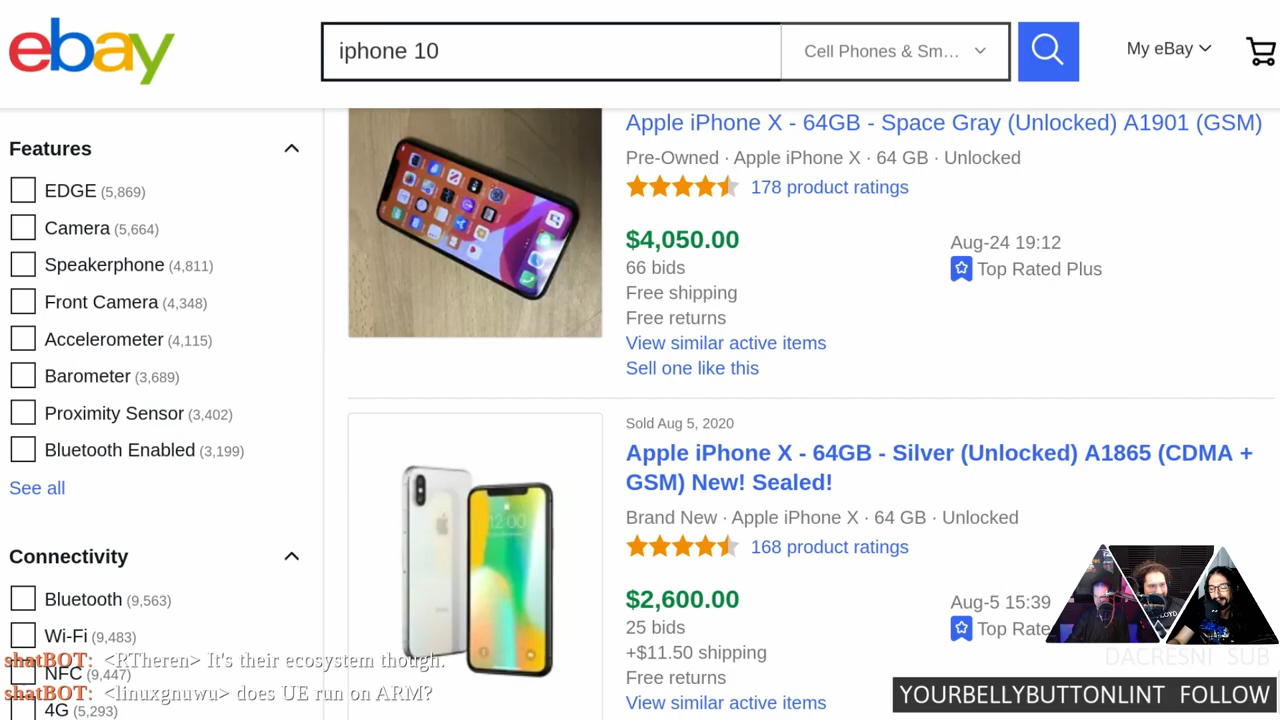 ebay
iphone 10
Cell Phones & Sm...
My eBay
Features
EDGE (5,869)
Camera (5,664)
Speakerphone (4,811)
Front Camera (4,348)
Accelerometer (4,115)
Barometer (3,689)
Proximity Sensor (3,402)
Bluetooth Enabled (3,199)
See all
Connectivity
Bluetooth (9,563)
Wi-Fi (9,483)
NFC (9,447)
4G (5,293)
Apple iPhone X - 64GB - Space Gray (Unlocked) A1901 (GSM)
Pre-Owned · Apple iPhone X · 64 GB · Unlocked
178 product ratings
$4,050.00
66 bids
Free shipping
Free returns
View similar active items
Sell one like this
Aug-24 19:12
Top Rated Plus
Sold Aug 5, 2020
Apple iPhone X - 64GB - Silver (Unlocked) A1865 (CDMA +
GSM) New! Sealed!
Brand New · Apple iPhone X · 64 GB · Unlocked
168 product ratings
$2,600.00
25 bids
+$11.50 shipping
Free returns
View similar active items
Aug-5 15:39
Top Rate
shatBOT: <RTheren> It's their ecosystem though.
shatBOT: <linuxgnuwu> does UE run on ARM?
DACRESNI SUB
YOURBELLYBUTTONLINT FOLLOW